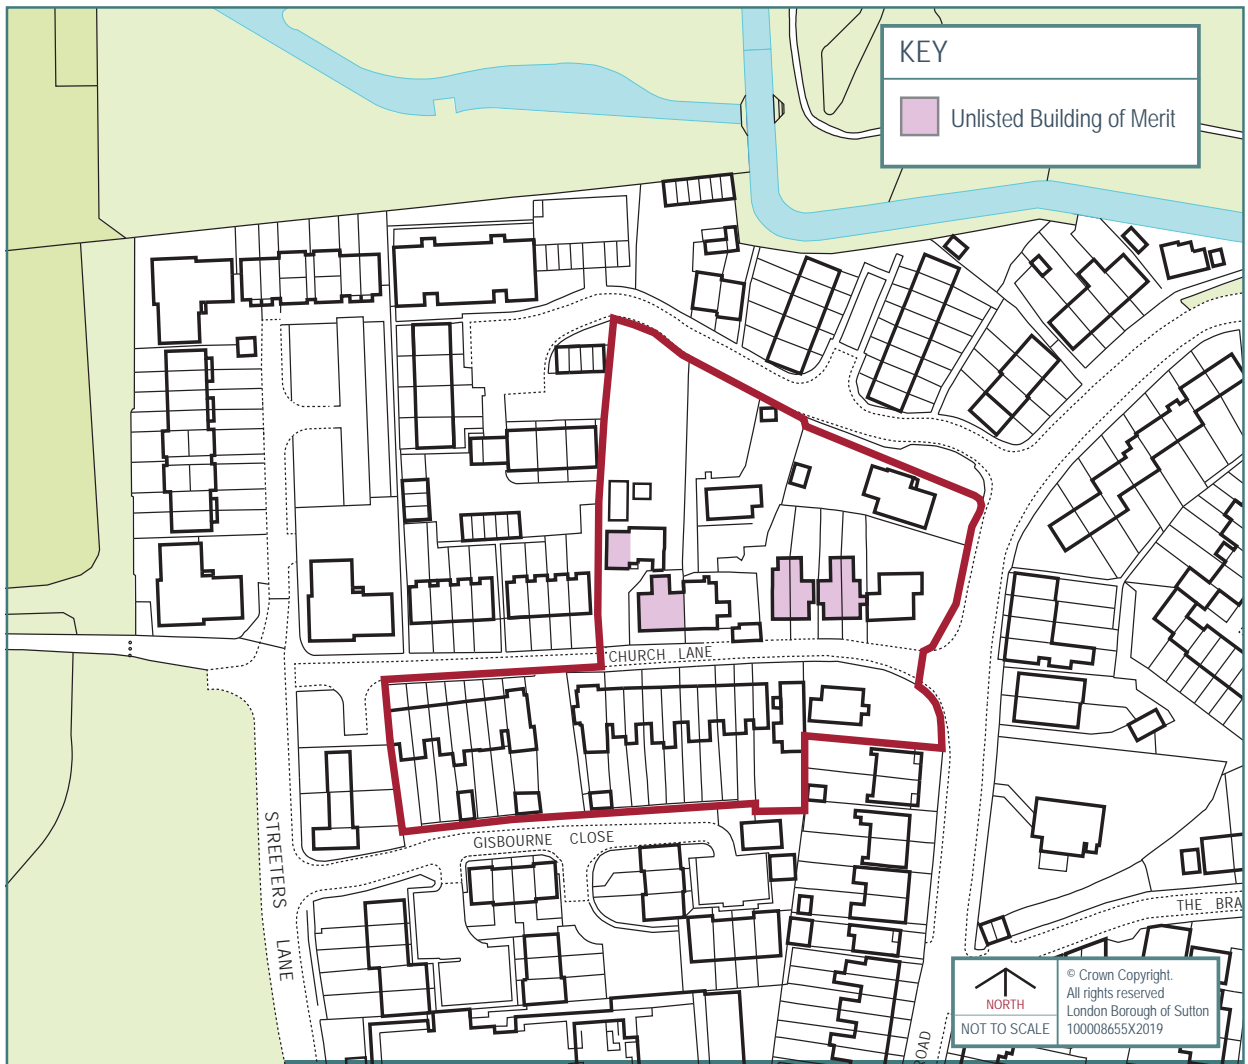 KEY
Unlisted Building of Merit
CHURCH LANE
GISBOURNE CLOSE
STREETERS LANE
THE BRA
ROAD
NORTH
NOT TO SCALE
© Crown Copyright.
All rights reserved
London Borough of Sutton
100008655X2019